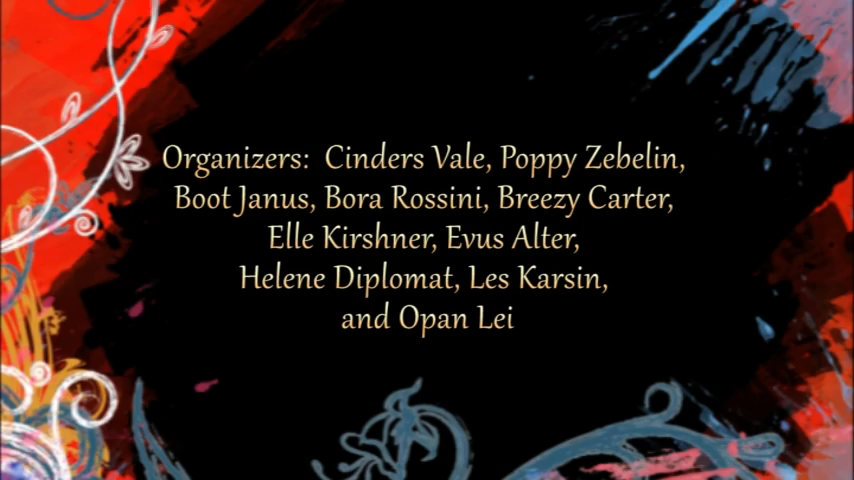 Organizers:  Cinders Vale, Poppy Zebelin,
Boot Janus, Bora Rossini, Breezy Carter,
Elle Kirshner, Evus Alter,
Helene Diplomat, Les Karsin,
and Opan Lei